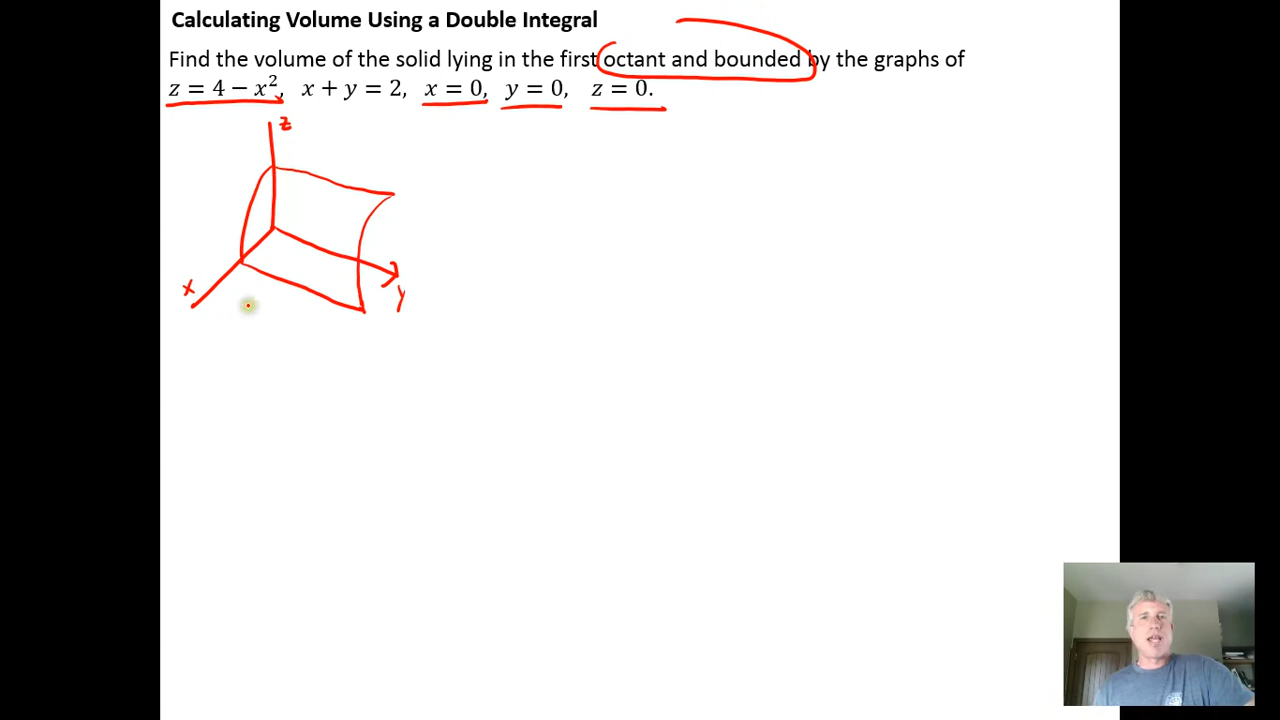 Calculating Volume Using a Double Integral
Find the volume of the solid lying in the first octant and bounded by the graphs of
z = 4 − x², x + y = 2, x = 0, y = 0, z = 0.
z
x
y